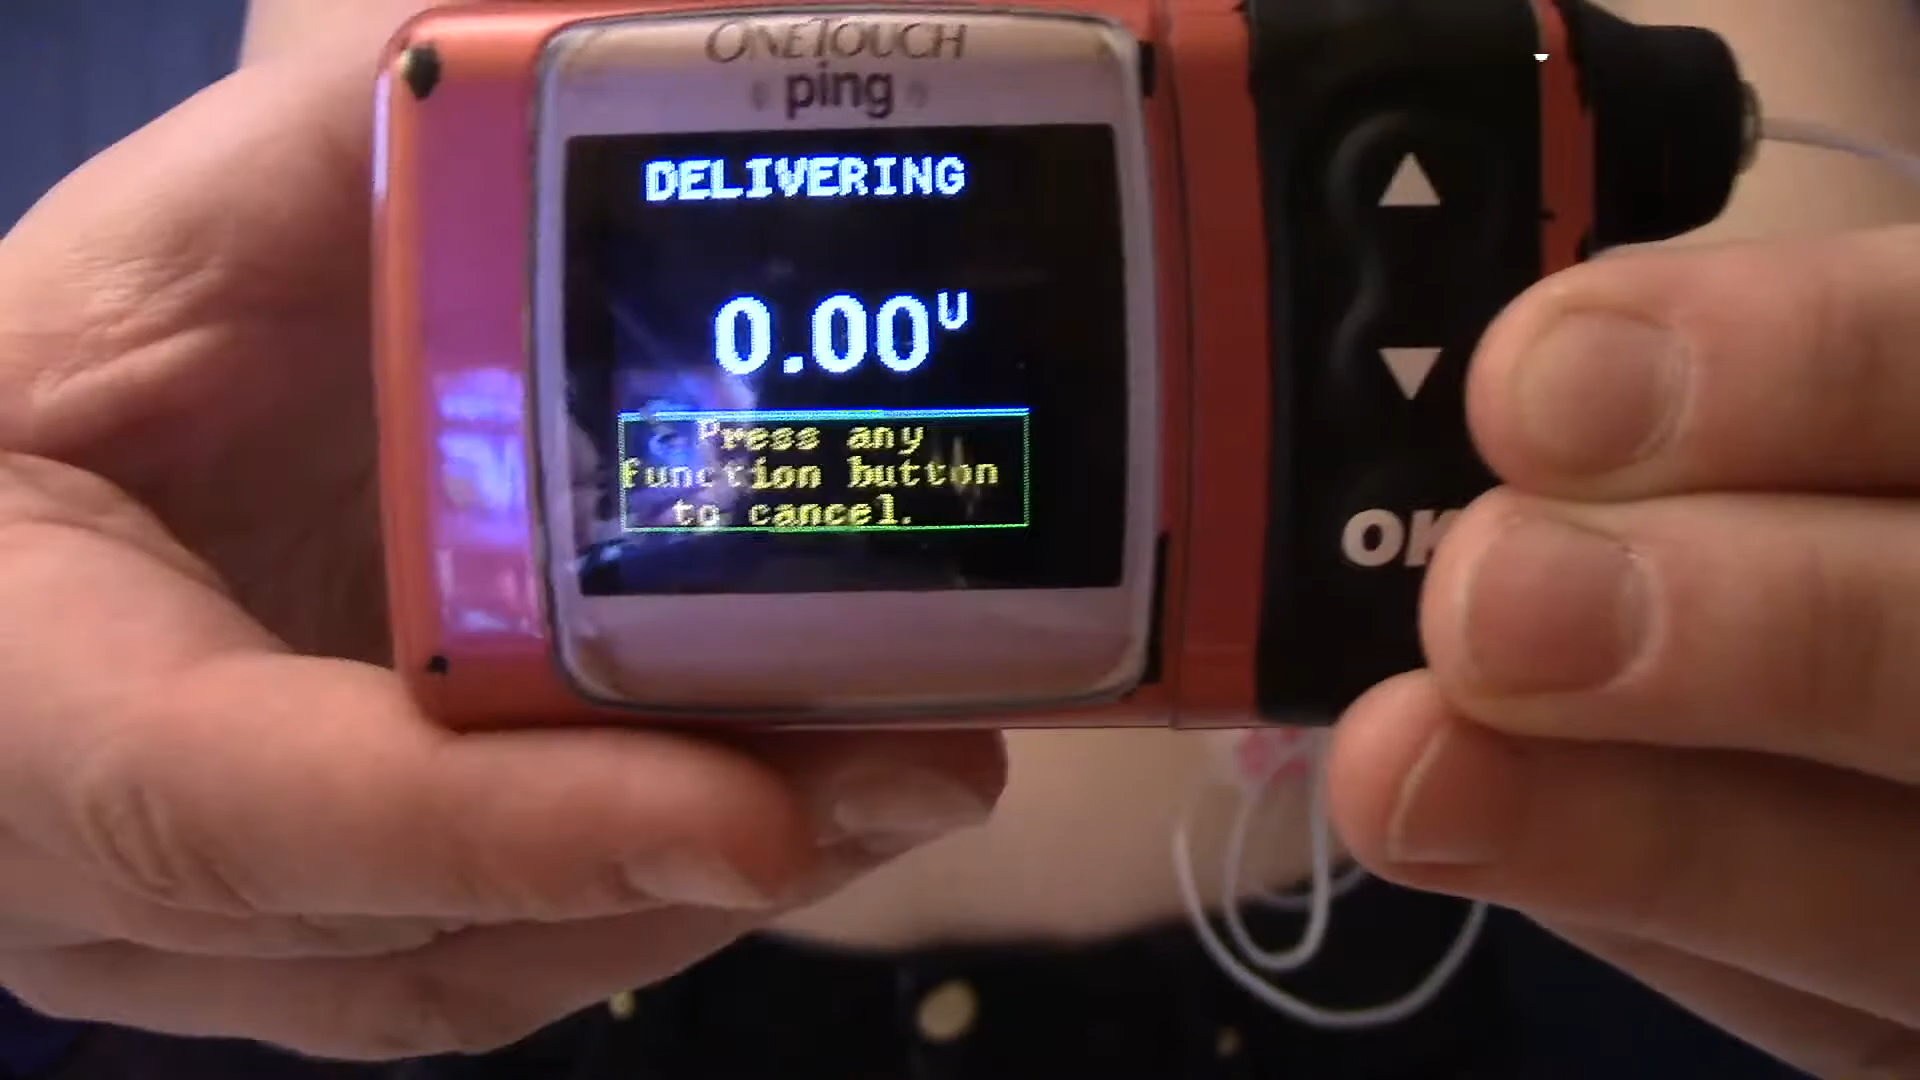 ONETOUCH
ping
DELIVERING
0.00U
Press any
function button
to cancel.
OK